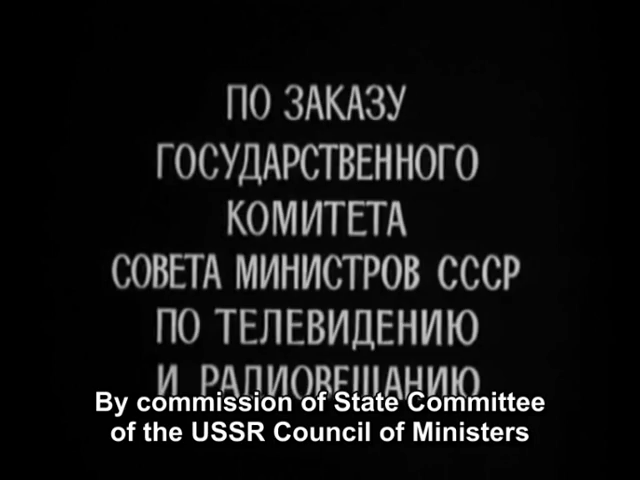 ПО ЗАКАЗУ
ГОСУДАРСТВЕННОГО
КОМИТЕТА
СОВЕТА МИНИСТРОВ СССР
ПО ТЕЛЕВИДЕНИЮ
И РАДИОВЕЩАНИЮ
By commission of State Committee
of the USSR Council of Ministers